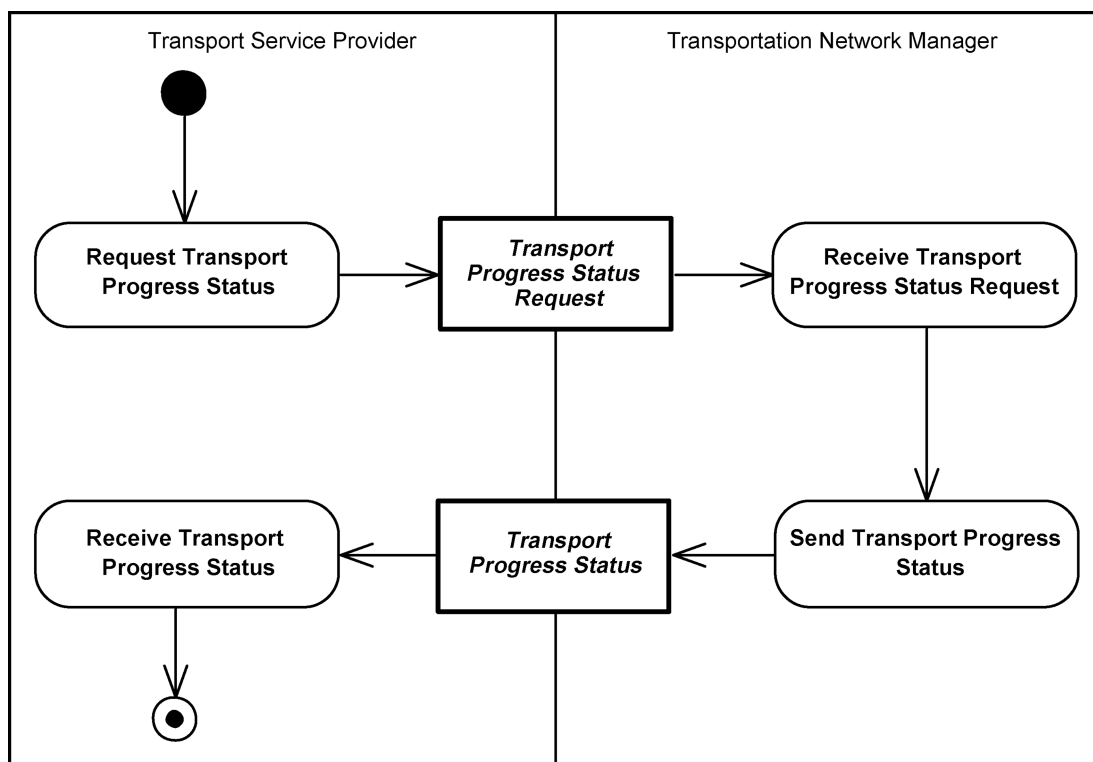 Transport Service Provider
Transportation Network Manager
Request Transport
Progress Status
Transport
Progress Status
Request
Receive Transport
Progress Status Request
Receive Transport
Progress Status
Transport
Progress Status
Send Transport Progress
Status